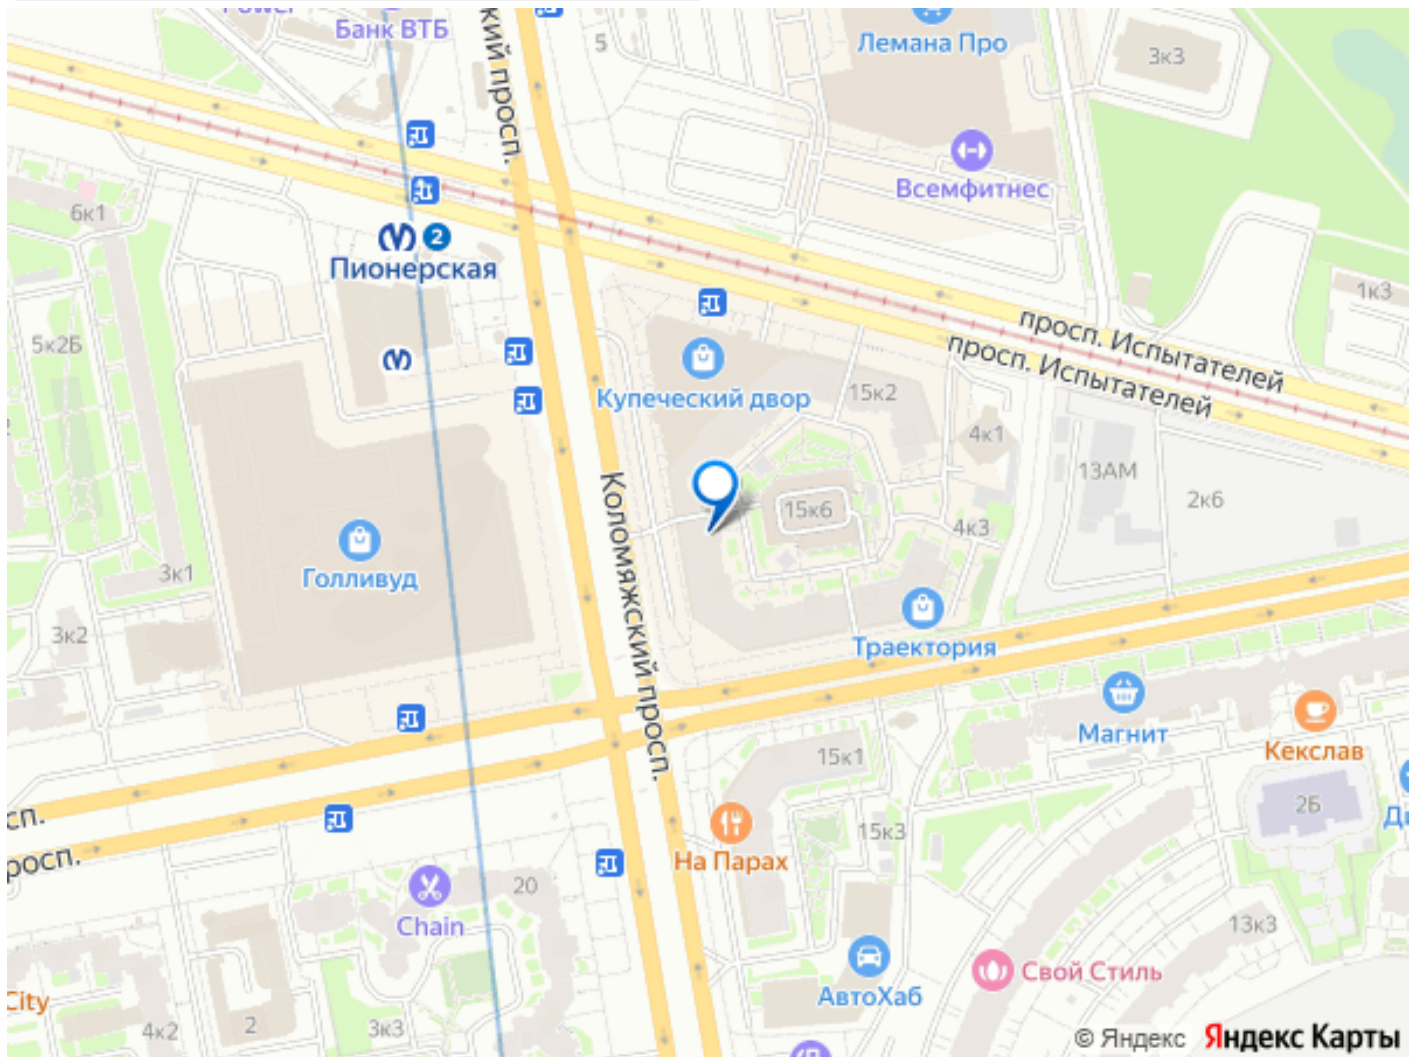 Power
Банк ВТБ
кий просп.
5
Лемана Про
3к3
Всемфитнес
6к1
2
Пионерская
1к3
5к2Б
просп. Испытателей
просп. Испытателей
Купеческий двор
15к2
4к1
13АМ
2к6
Коломяжский просп.
15к6
4к3
Голливуд
3к1
3к2
Траектория
Магнит
Кекслав
15к1
2Б
сп.
росп.
На Парах
15к3
20
Chain
13к3
АвтоХаб
Свой Стиль
City
4к2
2
3к3
© Яндекс Яндекс Карты